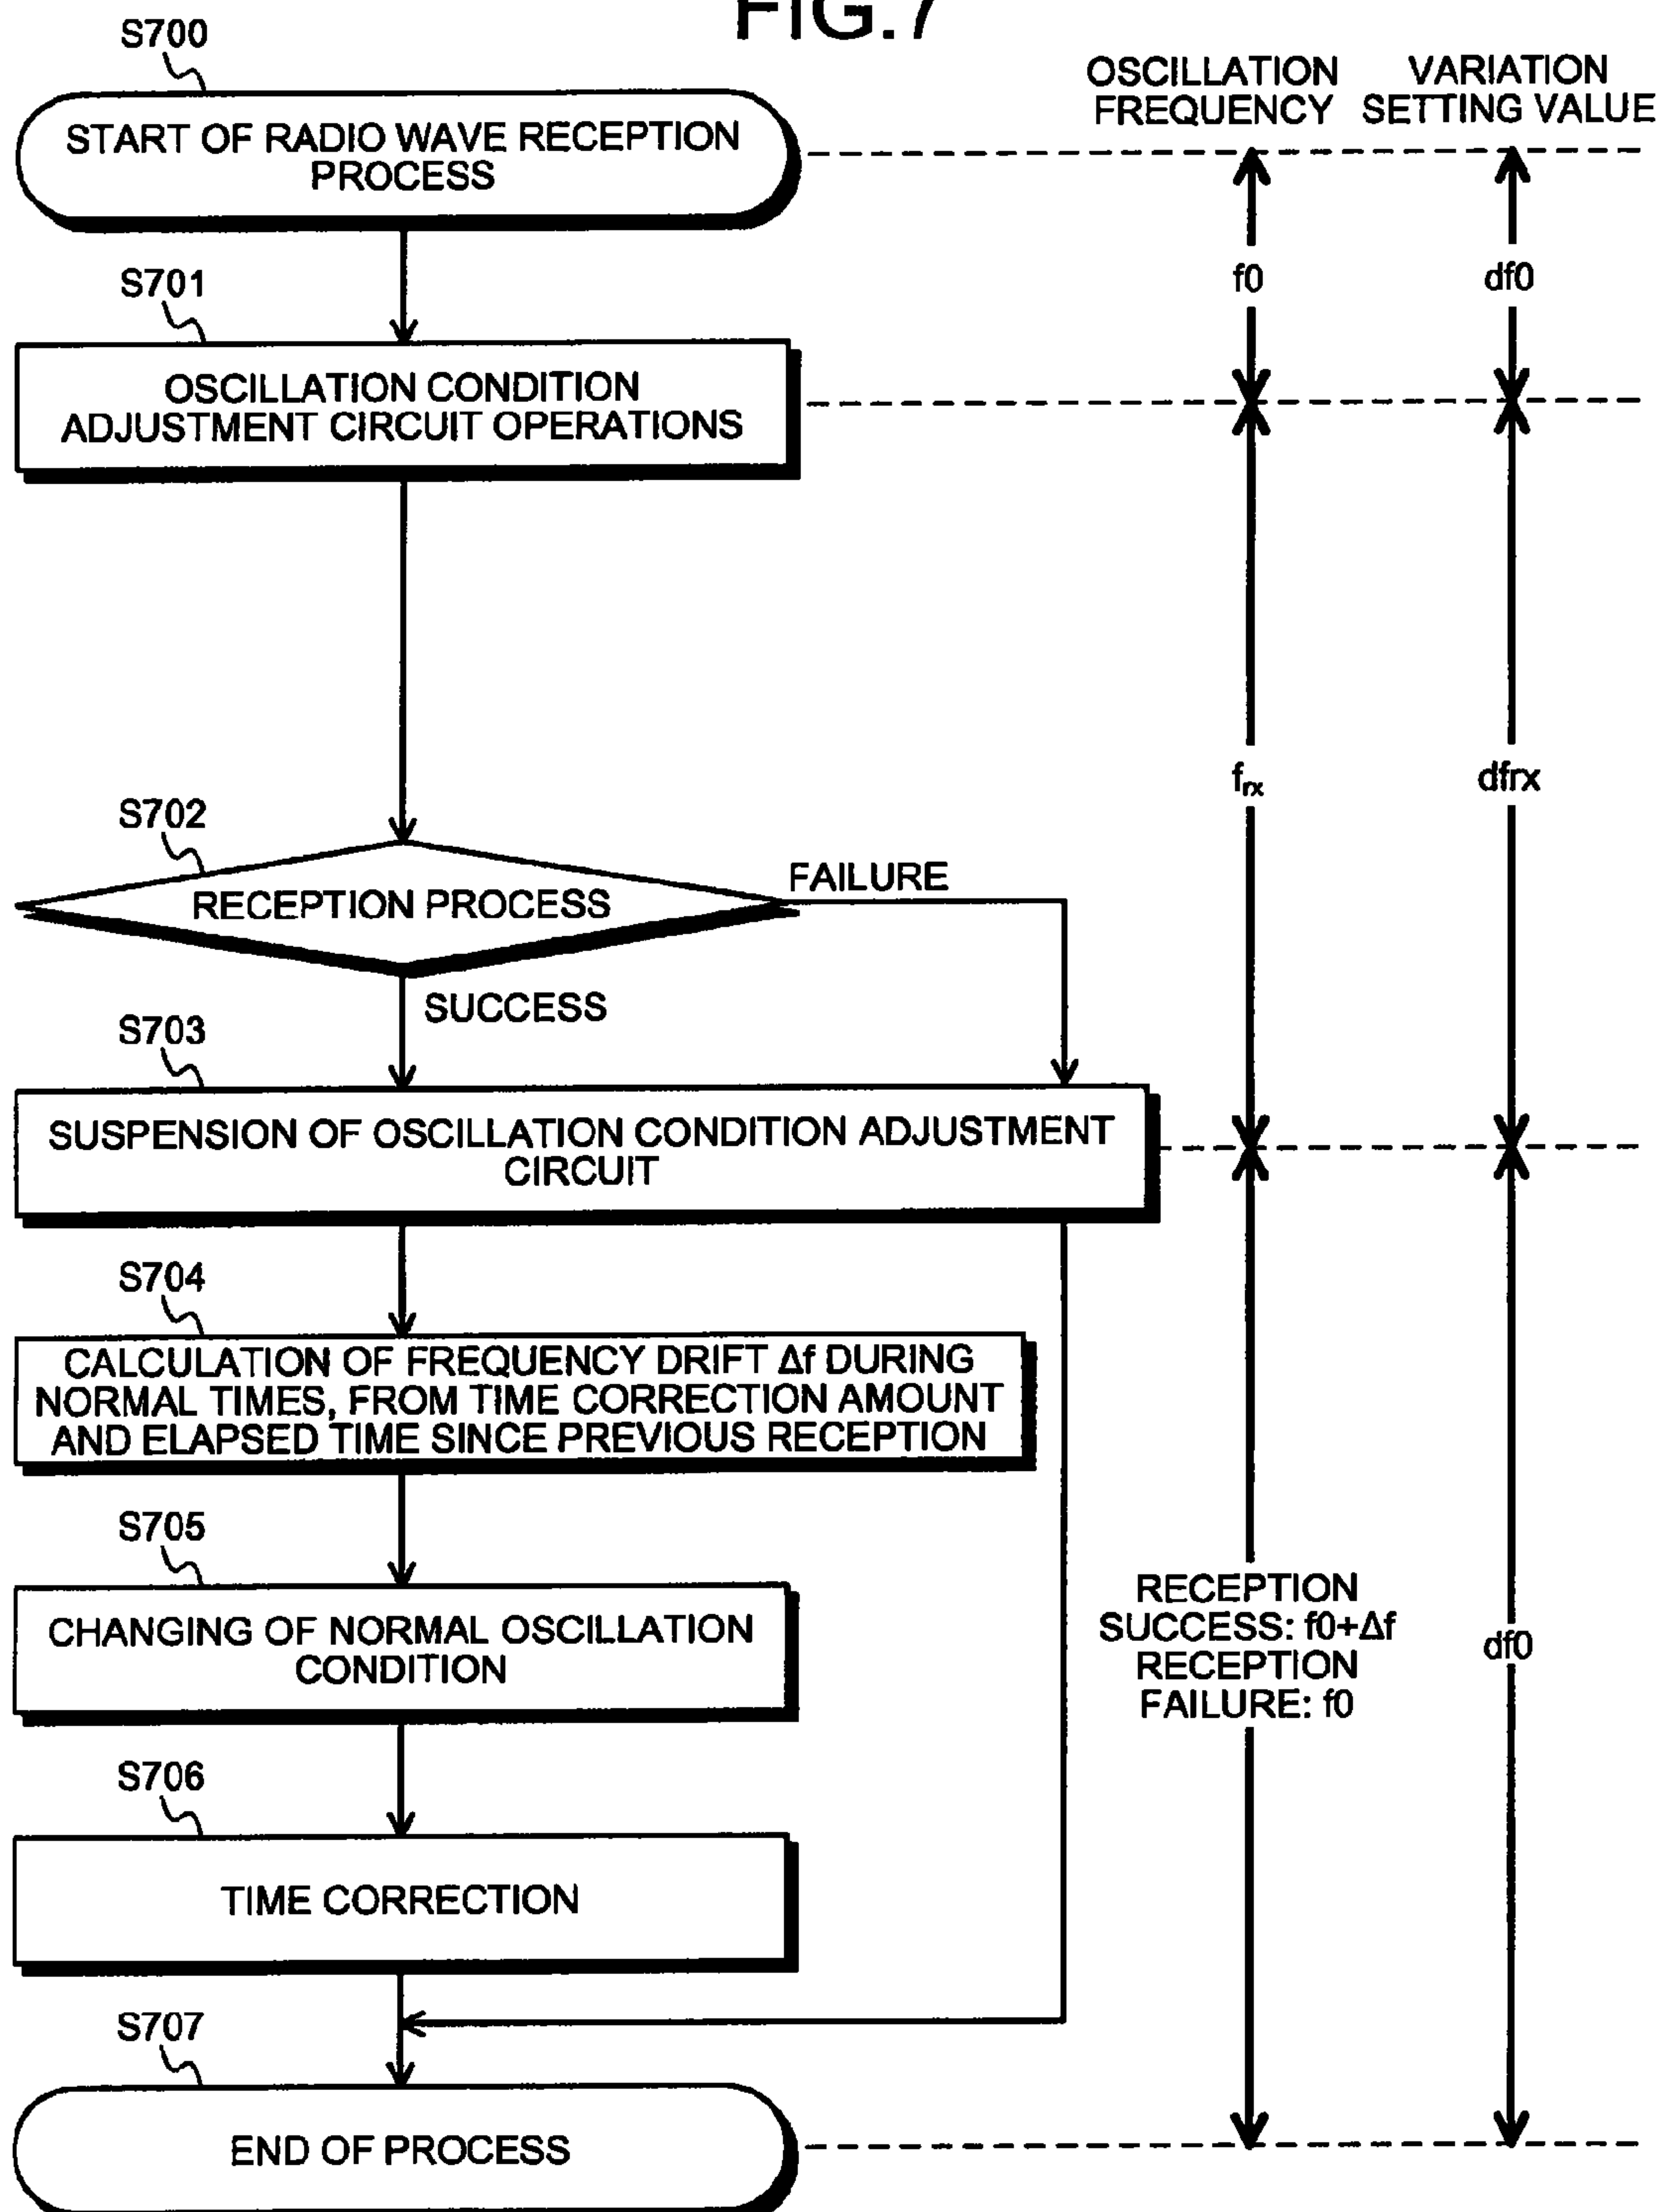 FIG.7
S700
START OF RADIO WAVE RECEPTION
PROCESS
OSCILLATION
FREQUENCY
VARIATION
SETTING VALUE
S701
OSCILLATION CONDITION
ADJUSTMENT CIRCUIT OPERATIONS
f0
df0
S702
RECEPTION PROCESS
FAILURE
SUCCESS
frx
dfrx
S703
SUSPENSION OF OSCILLATION CONDITION ADJUSTMENT
CIRCUIT
S704
CALCULATION OF FREQUENCY DRIFT Δf DURING
NORMAL TIMES, FROM TIME CORRECTION AMOUNT
AND ELAPSED TIME SINCE PREVIOUS RECEPTION
S705
CHANGING OF NORMAL OSCILLATION
CONDITION
RECEPTION
SUCCESS: f0+Δf
RECEPTION
FAILURE: f0
df0
S706
TIME CORRECTION
S707
END OF PROCESS